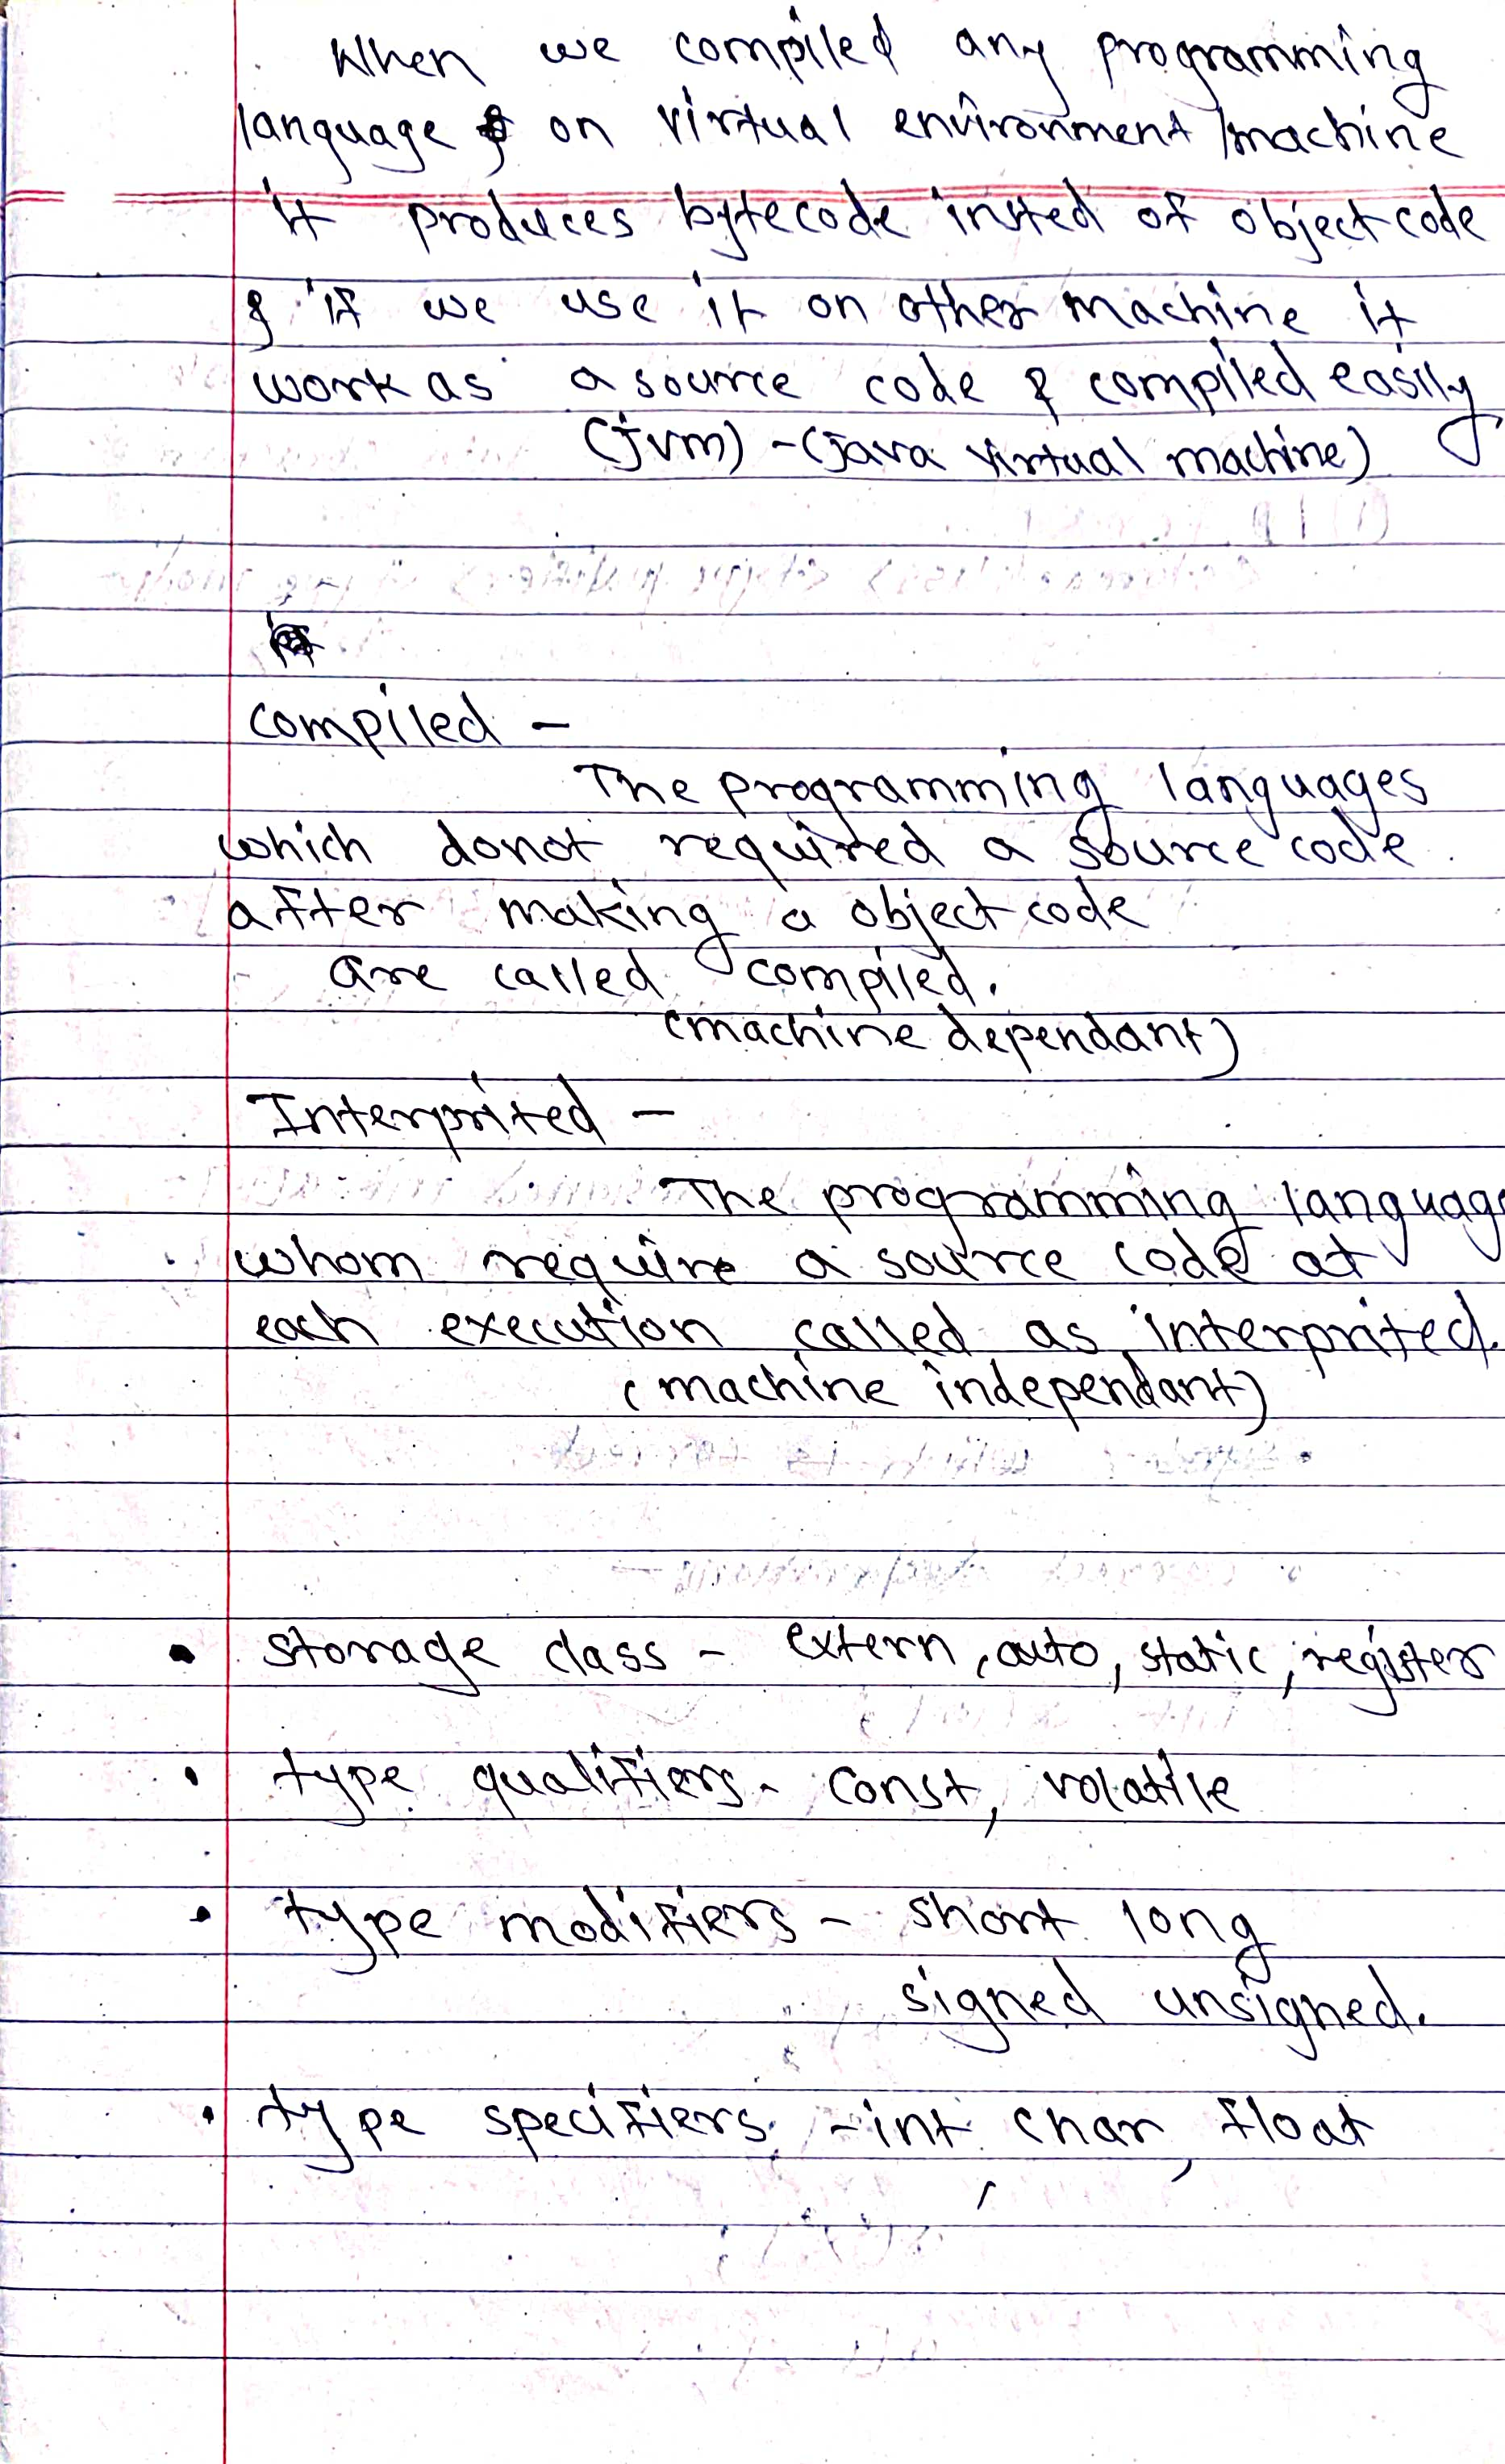 When we compiled any programming
language on virtual environment/machine
it produces bytecode insted of object code
& if we use it on other machine it
work as a source code & compiled easily
(jvm) - (java virtual machine)
compiled -
The programming languages
which donot required a source code
after making a object code
are called compiled.
(machine dependant)
Interprited -
The programming language
whom require a source code at
each execution called as interprited.
(machine independant)
• storage class - extern, auto, static, register
• type qualifiers - const, volatile
• type modifiers - short long
signed unsigned.
• type specifiers - int, char, float